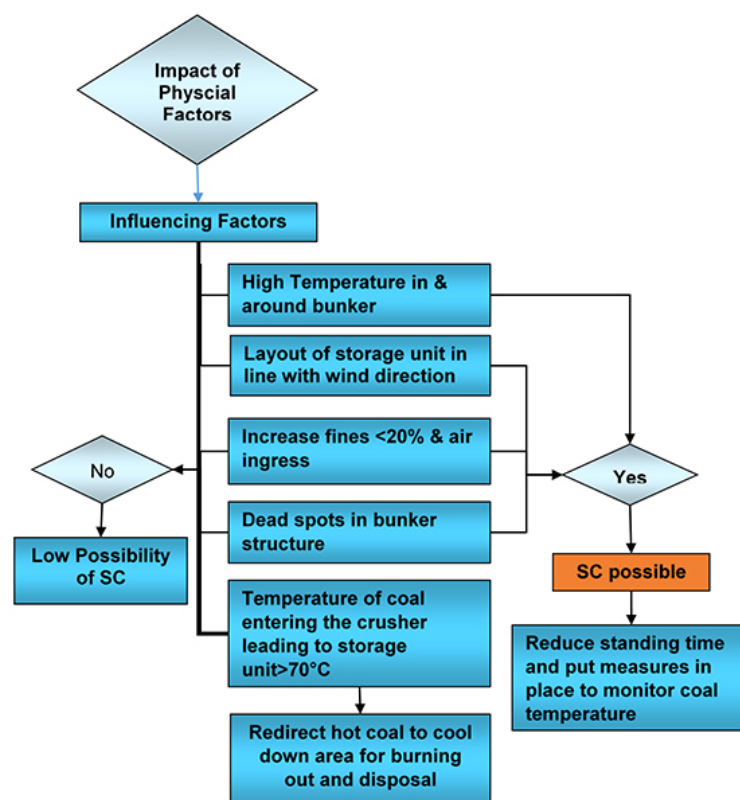 Impact of
Physcial
Factors
Influencing Factors
High Temperature in &
around bunker
Layout of storage unit in
line with wind direction
Increase fines <20% & air
ingress
No
Yes
Dead spots in bunker
structure
Low Possibility
of SC
SC possible
Temperature of coal
entering the crusher
leading to storage
unit>70°C
Reduce standing time
and put measures in
place to monitor coal
temperature
Redirect hot coal to cool
down area for burning
out and disposal